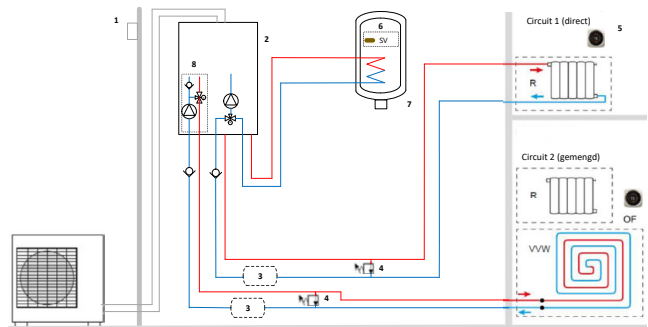 1
2
8
6
SV
7
Circuit 1 (direct)
5
R
Circuit 2 (gemengd)
R
OF
VVW
3
4
3
4